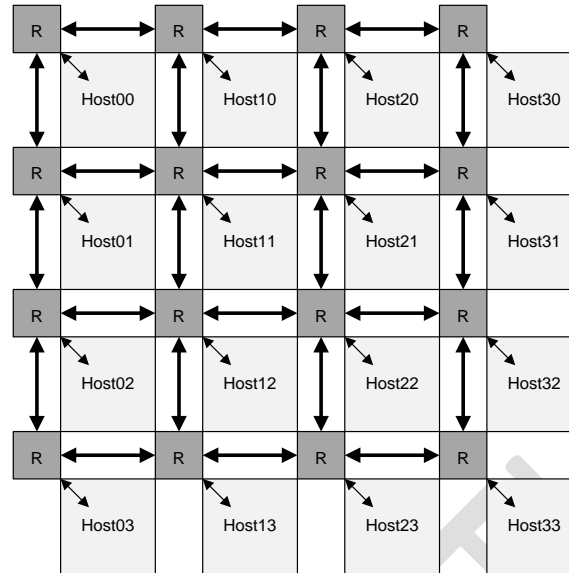 R R R R
Host00 Host10 Host20 Host30
R R R R
Host01 Host11 Host21 Host31
R R R R
Host02 Host12 Host22 Host32
R R R R
Host03 Host13 Host23 Host33